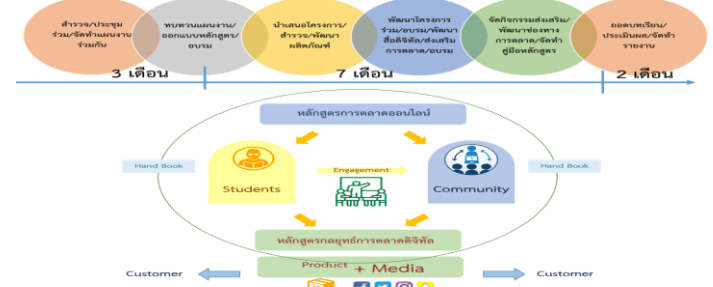 สำรวจ/ประชุม
ร่วม/จัดทำแผนงาน
ร่วมกัน
ทบทวนแผนงาน/
ออกแบบหลักสูตร/
อบรม
นำเสนอโครงการ/
สำรวจ/พัฒนา
ผลิตภัณฑ์
พัฒนาโครงการ
ร่วม/อบรม/พัฒนา
สื่อดิจิทัล/ส่งเสริม
การตลาด/อบรม
จัดกิจกรรมส่งเสริม/
พัฒนาช่องทาง
การตลาด/จัดทำ
คู่มือหลักสูตร
ถอดบทเรียน/
ประเมินผล/จัดทำ
รายงาน
3 เดือน
7 เดือน
2 เดือน
หลักสูตรการตลาดออนไลน์
Hand Book
Students
Engagement
Community
Hand Book
หลักสูตรกลยุทธ์การตลาดดิจิทัล
Customer
Product + Media
Customer